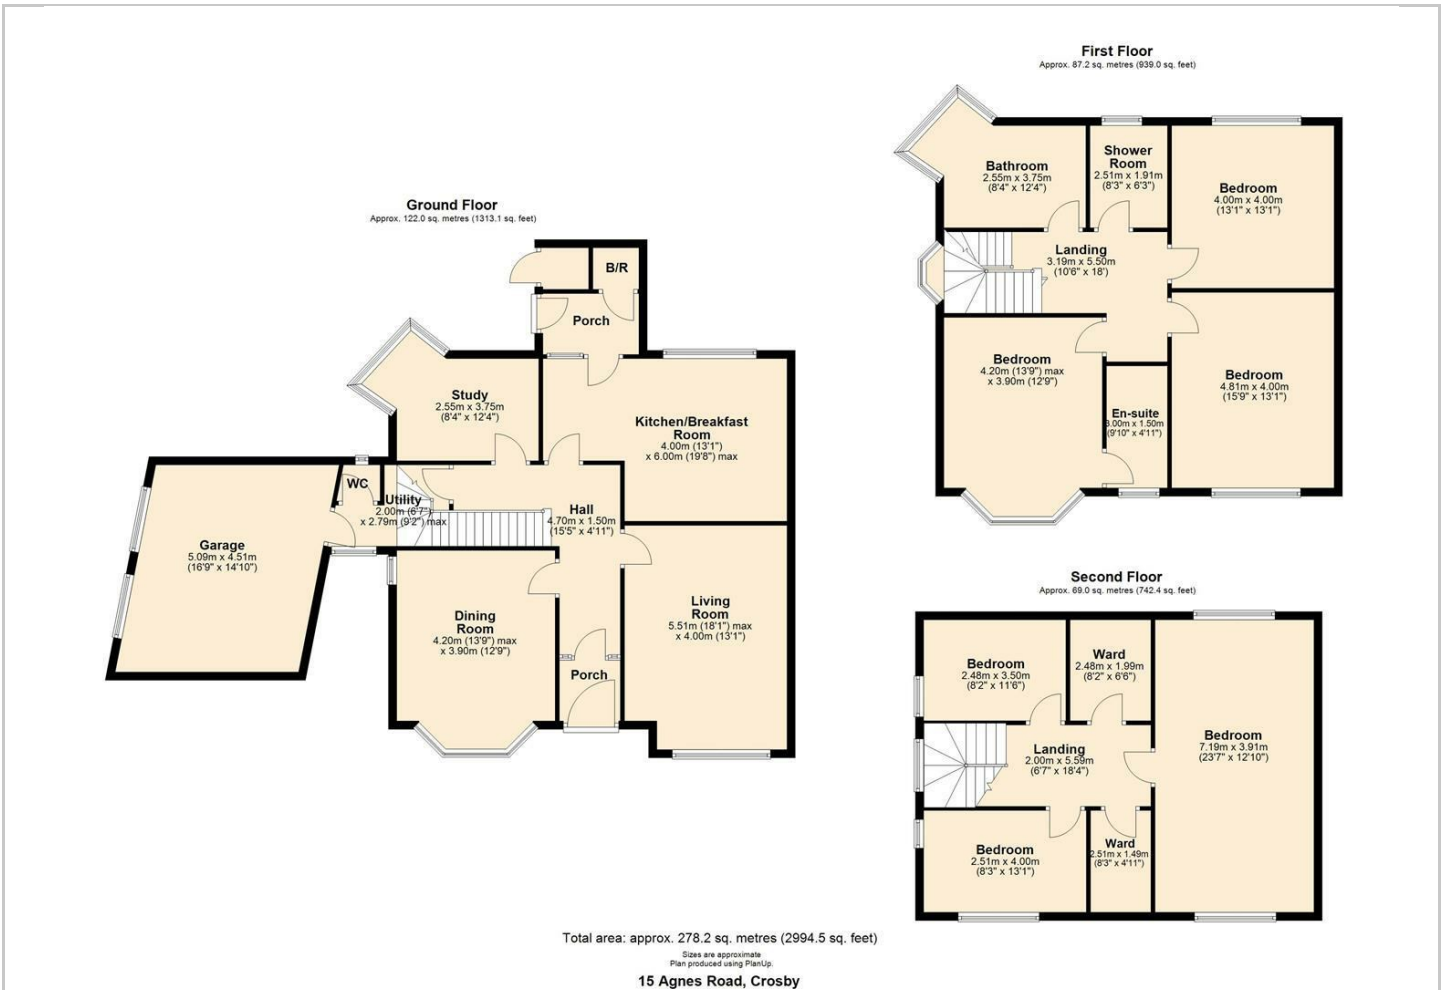 First Floor
Approx. 87.2 sq. metres (939.0 sq. feet)
Bathroom
2.55m x 3.75m
(8'4" x 12'4")
Shower
Room
2.51m x 1.91m
(8'3" x 6'3")
Bedroom
4.00m x 4.00m
(13'1" x 13'1")
Landing
3.19m x 5.50m
(10'6" x 18')
Bedroom
4.20m (13'9") max
x 3.90m (12'9")
En-suite
3.00m x 1.50m
(9'10" x 4'11")
Bedroom
4.81m x 4.00m
(15'9" x 13'1")
Ground Floor
Approx. 122.0 sq. metres (1313.1 sq. feet)
B/R
Porch
Study
2.55m x 3.75m
(8'4" x 12'4")
Kitchen/Breakfast
Room
4.00m (13'1")
x 6.00m (19'8") max
WC
Utility
2.00m (6'7")
x 2.79m (9'2") max
Hall
4.70m x 1.50m
(15'5" x 4'11")
Garage
5.09m x 4.51m
(16'9" x 14'10")
Dining
Room
4.20m (13'9") max
x 3.90m (12'9")
Living
Room
5.51m (18'1") max
x 4.00m (13'1")
Porch
Second Floor
Approx. 69.0 sq. metres (742.4 sq. feet)
Bedroom
2.48m x 3.50m
(8'2" x 11'6")
Ward
2.48m x 1.99m
(8'2" x 6'6")
Landing
2.00m x 5.59m
(6'7" x 18'4")
Bedroom
7.19m x 3.91m
(23'7" x 12'10")
Bedroom
2.51m x 4.00m
(8'3" x 13'1")
Ward
2.51m x 1.49m
(8'3" x 4'11")
Total area: approx. 278.2 sq. metres (2994.5 sq. feet)
Sizes are approximate
Plan produced using PlanUp.
15 Agnes Road, Crosby